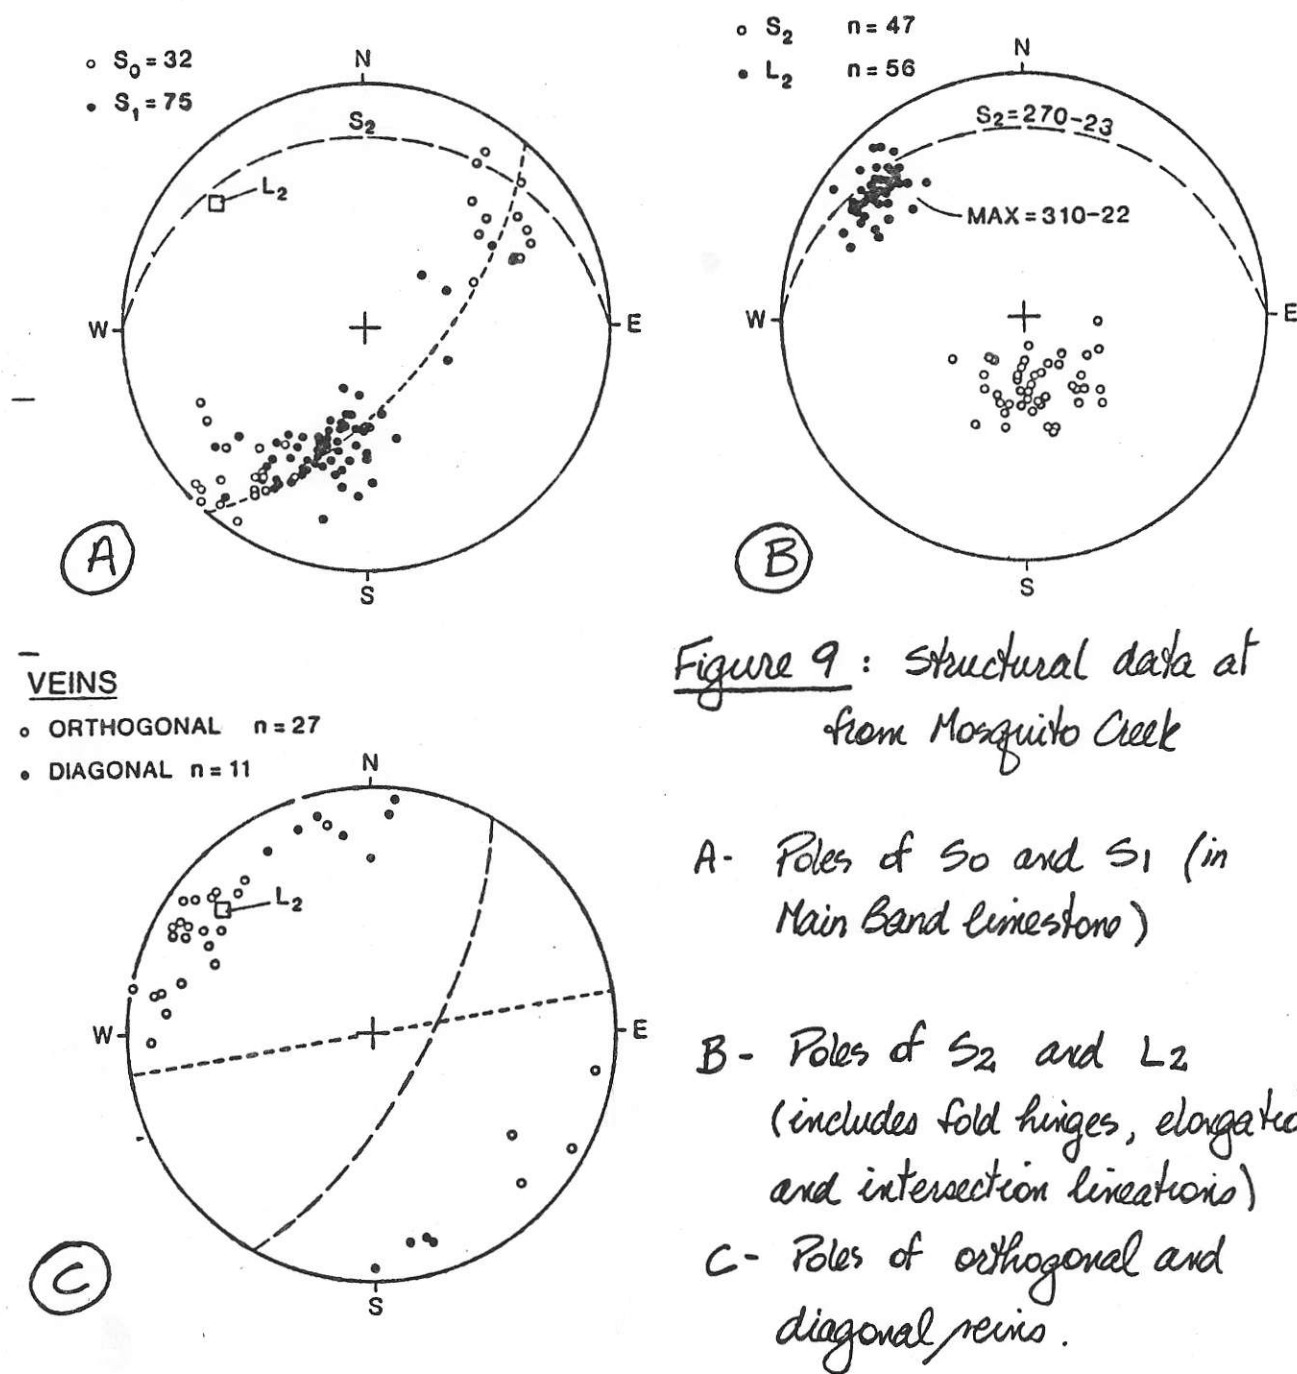 ○ S₀ = 32
● S₁ = 75
N
S₂
L₂
W
E
S
A
○ S₂ n = 47
● L₂ n = 56
N
S₂ = 270-23
MAX = 310-22
W
E
S
B
VEINS
○ ORTHOGONAL n = 27
● DIAGONAL n = 11
N
L₂
W
E
S
C
Figure 9 : Structural data at
from Mosquito Creek
A- Poles of S0 and S1 (in
Main Band limestone)
B- Poles of S2 and L2
(includes fold hinges, elongated
and intersection lineations)
C- Poles of orthogonal and
diagonal veins.